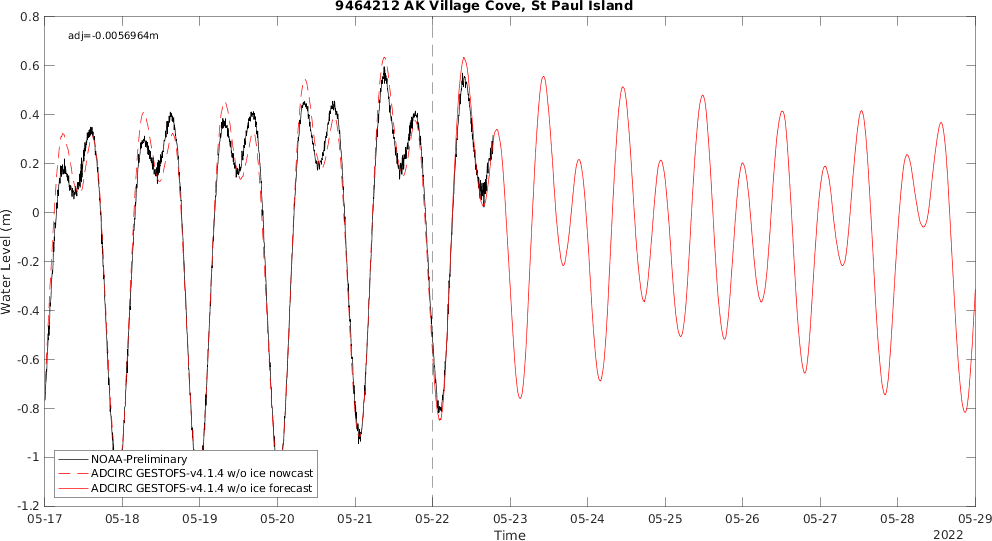 9464212 AK Village Cove, St Paul Island
adj=-0.0056964m
0.8
0.6
0.4
0.2
0
-0.2
-0.4
-0.6
-0.8
-1
-1.2
Water Level (m)
NOAA-Preliminary
ADCIRC GESTOFS-v4.1.4 w/o ice nowcast
ADCIRC GESTOFS-v4.1.4 w/o ice forecast
05-17 05-18 05-19 05-20 05-21 05-22 05-23 05-24 05-25 05-26 05-27 05-28 05-29
Time
2022